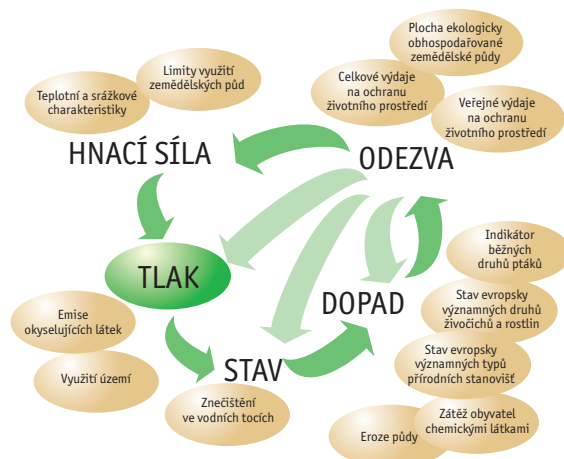 Plocha ekologicky
obhospodařované
zemědělské půdy
Limity využití
zemědělských půd
Celkové výdaje
na ochranu
životního prostředí
Teplotní a srážkové
charakteristiky
Veřejné výdaje
na ochranu
životního prostředí
HNACÍ SÍLA
ODEZVA
Indikátor
běžných
druhů ptáků
TLAK
DOPAD
Stav evropsky
významných druhů
živočichů a rostlin
Emise
okyselujících látek
Stav evropsky
významných typů
přírodních stanovišť
Využití území
STAV
Znečištění
ve vodních tocích
Zátěž obyvatel
chemickými látkami
Eroze půdy